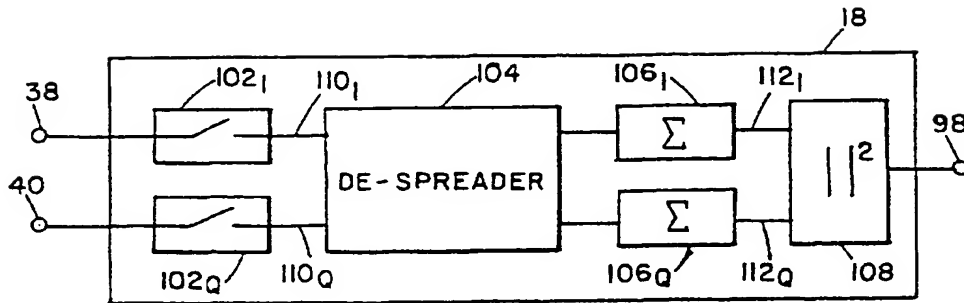 18
38 102I 110I 104 106I 112I 98
Σ
DE-SPREADER
| |²
40
Σ
102Q 110Q 106Q 112Q 108